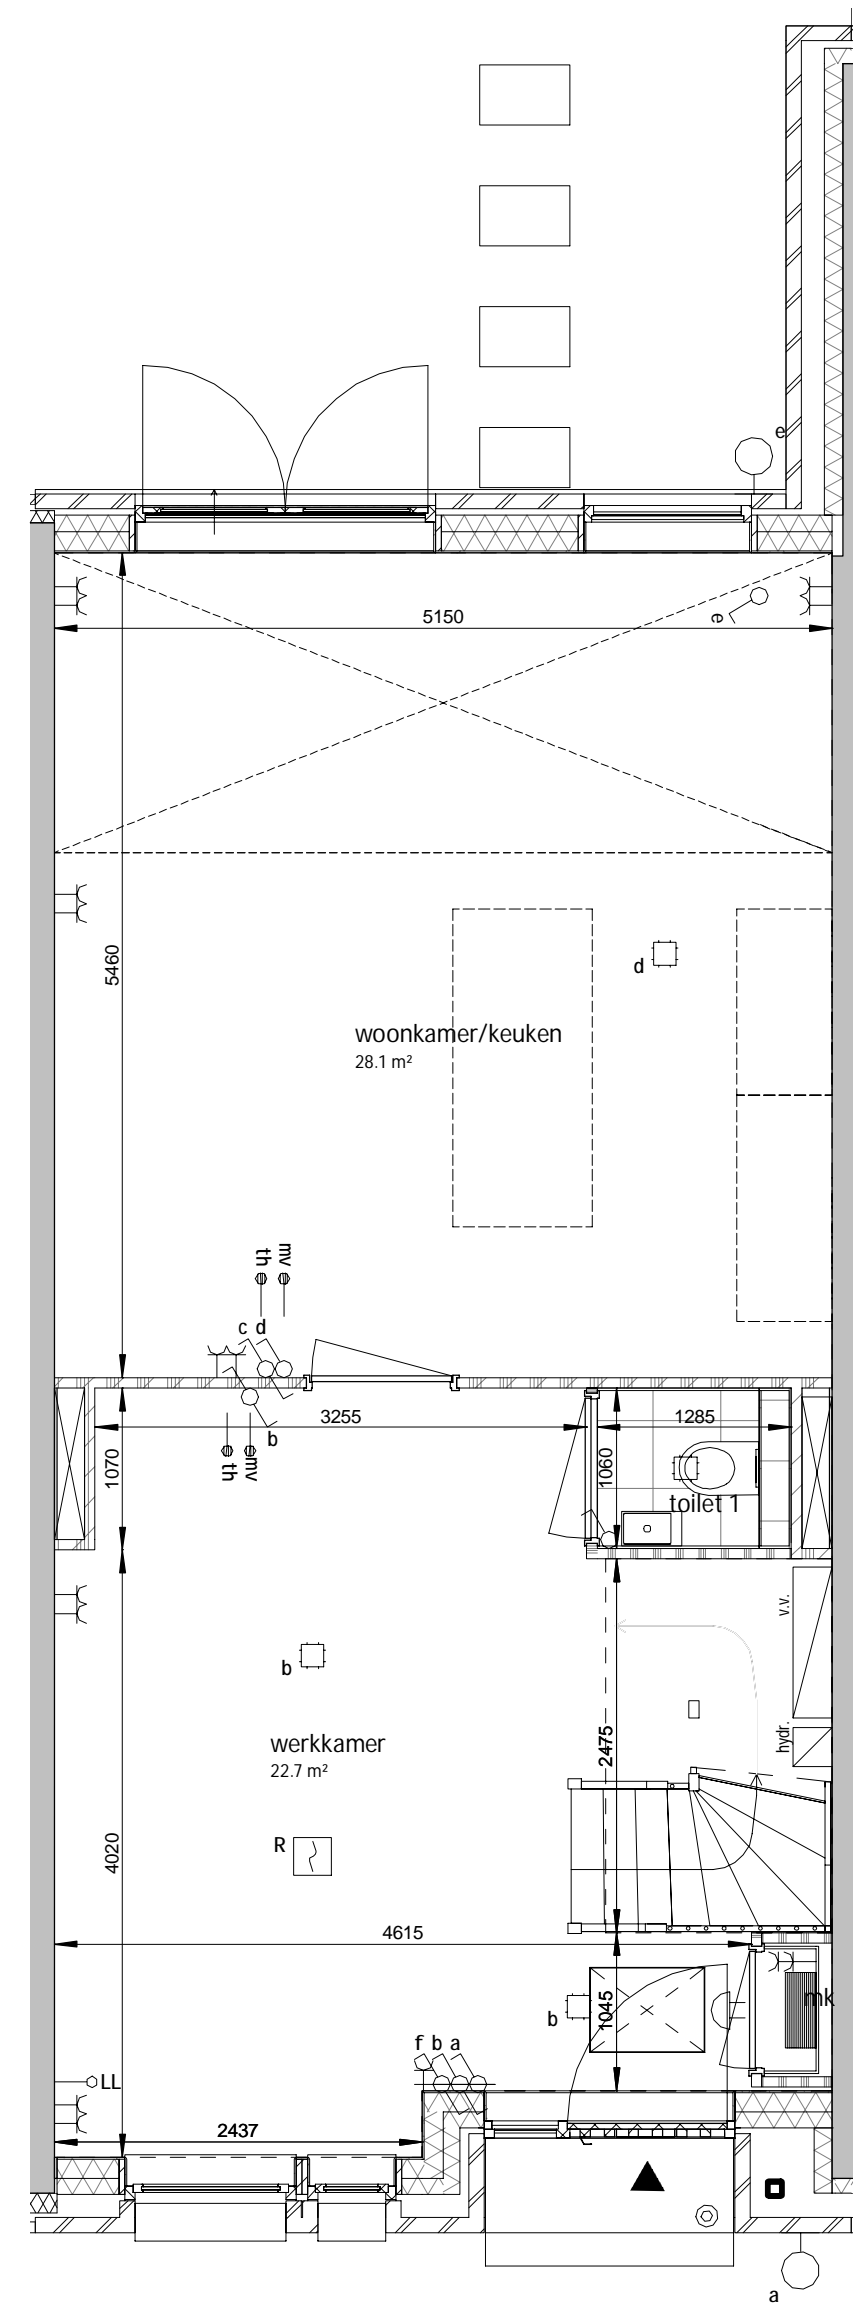 e
5150
e
5460
d
woonkamer/keuken
28.1 m²
th mv
c d
3255
1285
b
1070
1060
th mv
toilet 1
v.v.
b
hydr.
2475
werkkamer
22.7 m²
R
4020
4615
mk
b
1045
f b a
LL
2437
a